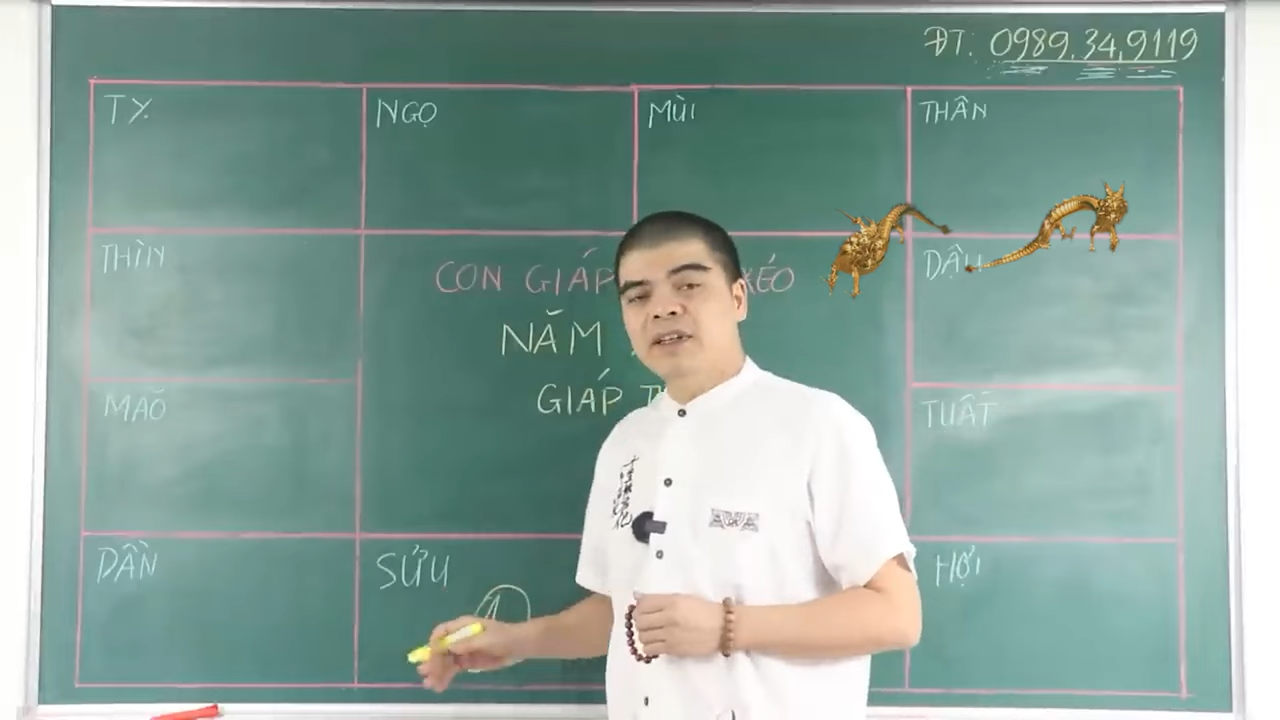 ĐT: 0989.34.9119
TỴ NGỌ MÙI THÂN
THÌN DẬU
CON GIÁP KÉO
NĂM
GIÁP
MÃO TUẤT
DẦN SỬU HỢI
1